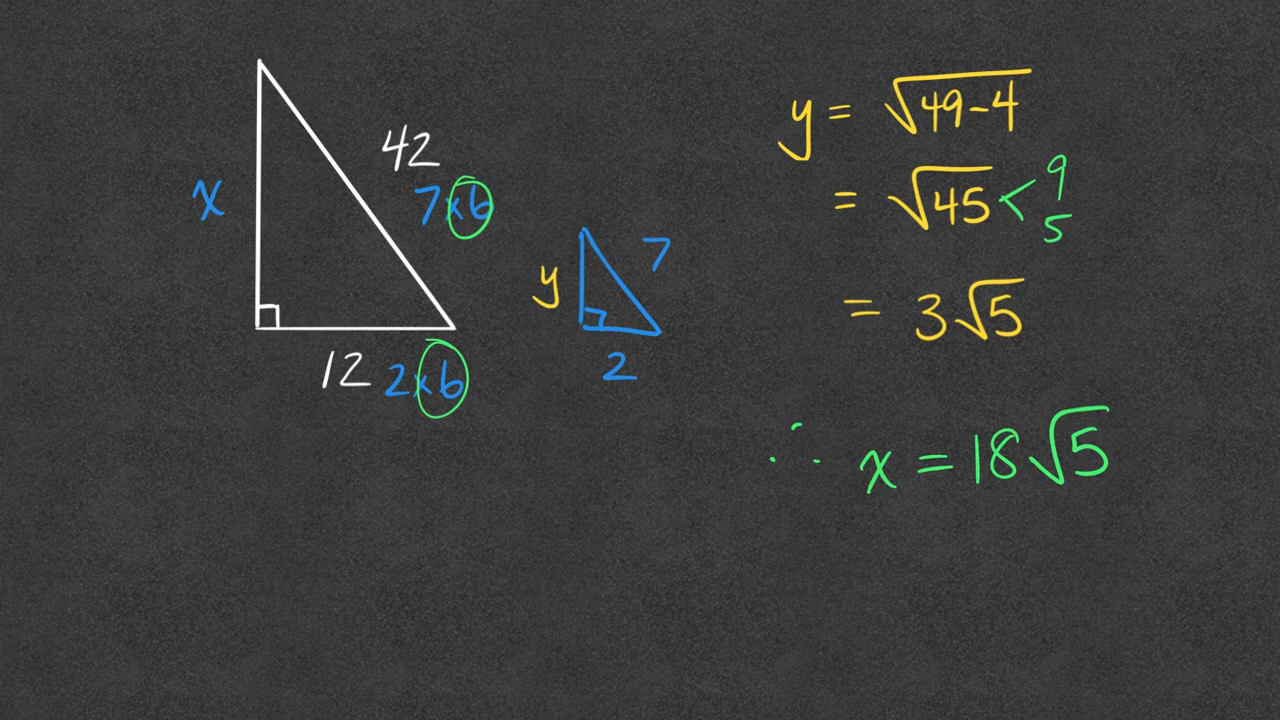 x
42
7x6
12 2x6
y
7
2
y = √49-4
= √45 < 9 5
= 3√5
∴ x = 18√5